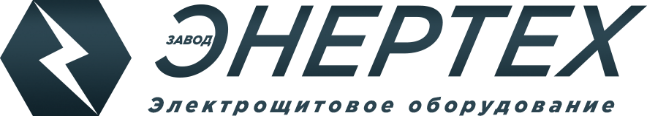 ЗАВОД
ЭНЕРТЕХ
Электрощитовое оборудование